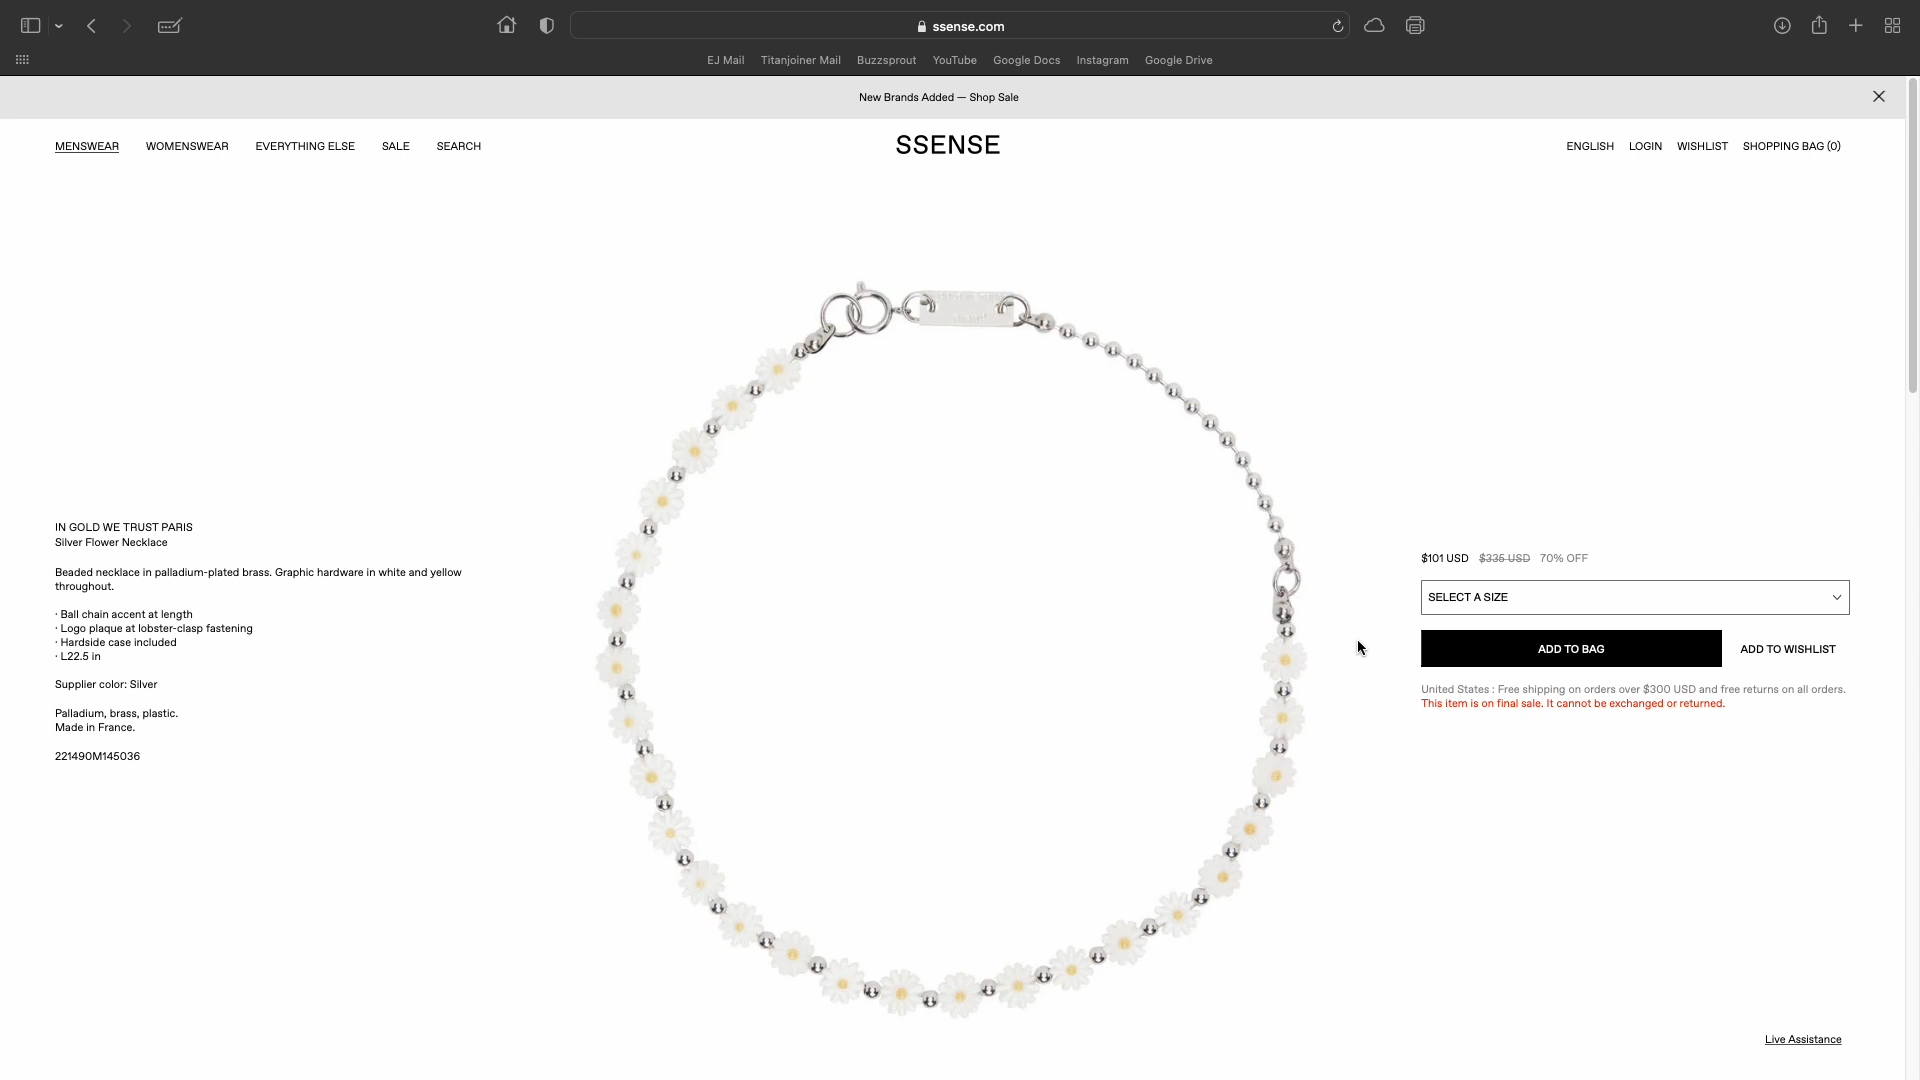 ssense.com
EJ Mail Titanjoiner Mail Buzzsprout YouTube Google Docs Instagram Google Drive
New Brands Added — Shop Sale
MENSWEAR WOMENSWEAR EVERYTHING ELSE SALE SEARCH
SSENSE
ENGLISH LOGIN WISHLIST SHOPPING BAG (0)
IN GOLD WE TRUST PARIS
Silver Flower Necklace
Beaded necklace in palladium-plated brass. Graphic hardware in white and yellow
throughout.
· Ball chain accent at length
· Logo plaque at lobster-clasp fastening
· Hardside case included
· L22.5 in
Supplier color: Silver
Palladium, brass, plastic.
Made in France.
221490M145036
$101 USD $335 USD 70% OFF
SELECT A SIZE
ADD TO BAG ADD TO WISHLIST
United States : Free shipping on orders over $300 USD and free returns on all orders.
This item is on final sale. It cannot be exchanged or returned.
Live Assistance